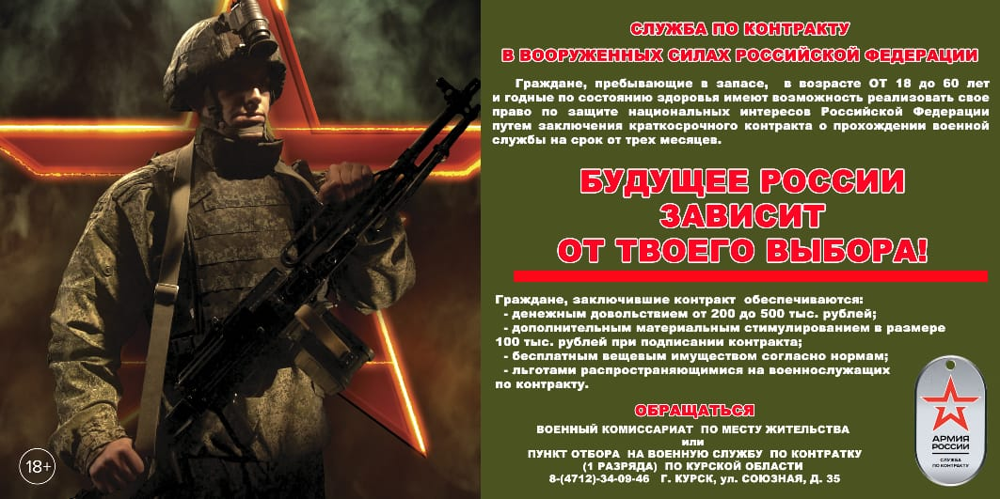 СЛУЖБА ПО КОНТРАКТУ
В ВООРУЖЕННЫХ СИЛАХ РОССИЙСКОЙ ФЕДЕРАЦИИ
Граждане, пребывающие в запасе, в возрасте ОТ 18 до 60 лет
и годные по состоянию здоровья имеют возможность реализовать свое
право по защите национальных интересов Российской Федерации
путем заключения краткосрочного контракта о прохождении военной
службы на срок от трех месяцев.
БУДУЩЕЕ РОССИИ
ЗАВИСИТ
ОТ ТВОЕГО ВЫБОРА!
Граждане, заключившие контракт обеспечиваются:
- денежным довольствием от 200 до 500 тыс. рублей;
- дополнительным материальным стимулированием в размере
100 тыс. рублей при подписании контракта;
- бесплатным вещевым имуществом согласно нормам;
- льготами распространяющимися на военнослужащих
по контракту.
ОБРАЩАТЬСЯ
ВОЕННЫЙ КОМИССАРИАТ ПО МЕСТУ ЖИТЕЛЬСТВА
или
ПУНКТ ОТБОРА НА ВОЕННУЮ СЛУЖБУ ПО КОНТРАТКУ
(1 РАЗРЯДА) ПО КУРСКОЙ ОБЛАСТИ
8-(4712)-34-09-46 Г. КУРСК, ул. СОЮЗНАЯ, Д. 35
АРМИЯ
РОССИИ
СЛУЖБА
ПО КОНТРАКТУ
18+